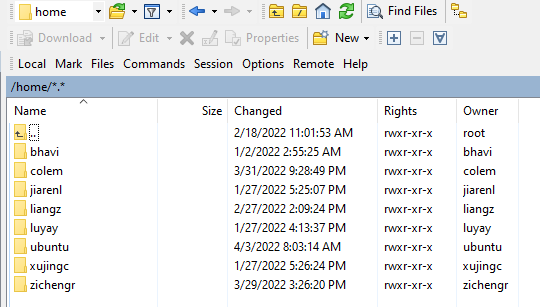 home Find Files
Download Edit Properties New
Local Mark Files Commands Session Options Remote Help
/home/*.*
Name Size Changed Rights Owner
.. 2/18/2022 11:01:53 AM rwxr-xr-x root
bhavi 1/2/2022 2:55:25 AM rwxr-xr-x bhavi
colem 3/31/2022 9:28:49 PM rwxr-xr-x colem
jiarenl 1/27/2022 5:25:07 PM rwxr-xr-x jiarenl
liangz 2/27/2022 2:09:24 PM rwxr-xr-x liangz
luyay 1/27/2022 4:13:37 PM rwxr-xr-x luyay
ubuntu 4/3/2022 8:03:14 AM rwxr-xr-x ubuntu
xujingc 1/27/2022 5:26:24 PM rwxr-xr-x xujingc
zichengr 3/29/2022 3:26:20 PM rwxr-xr-x zichengr